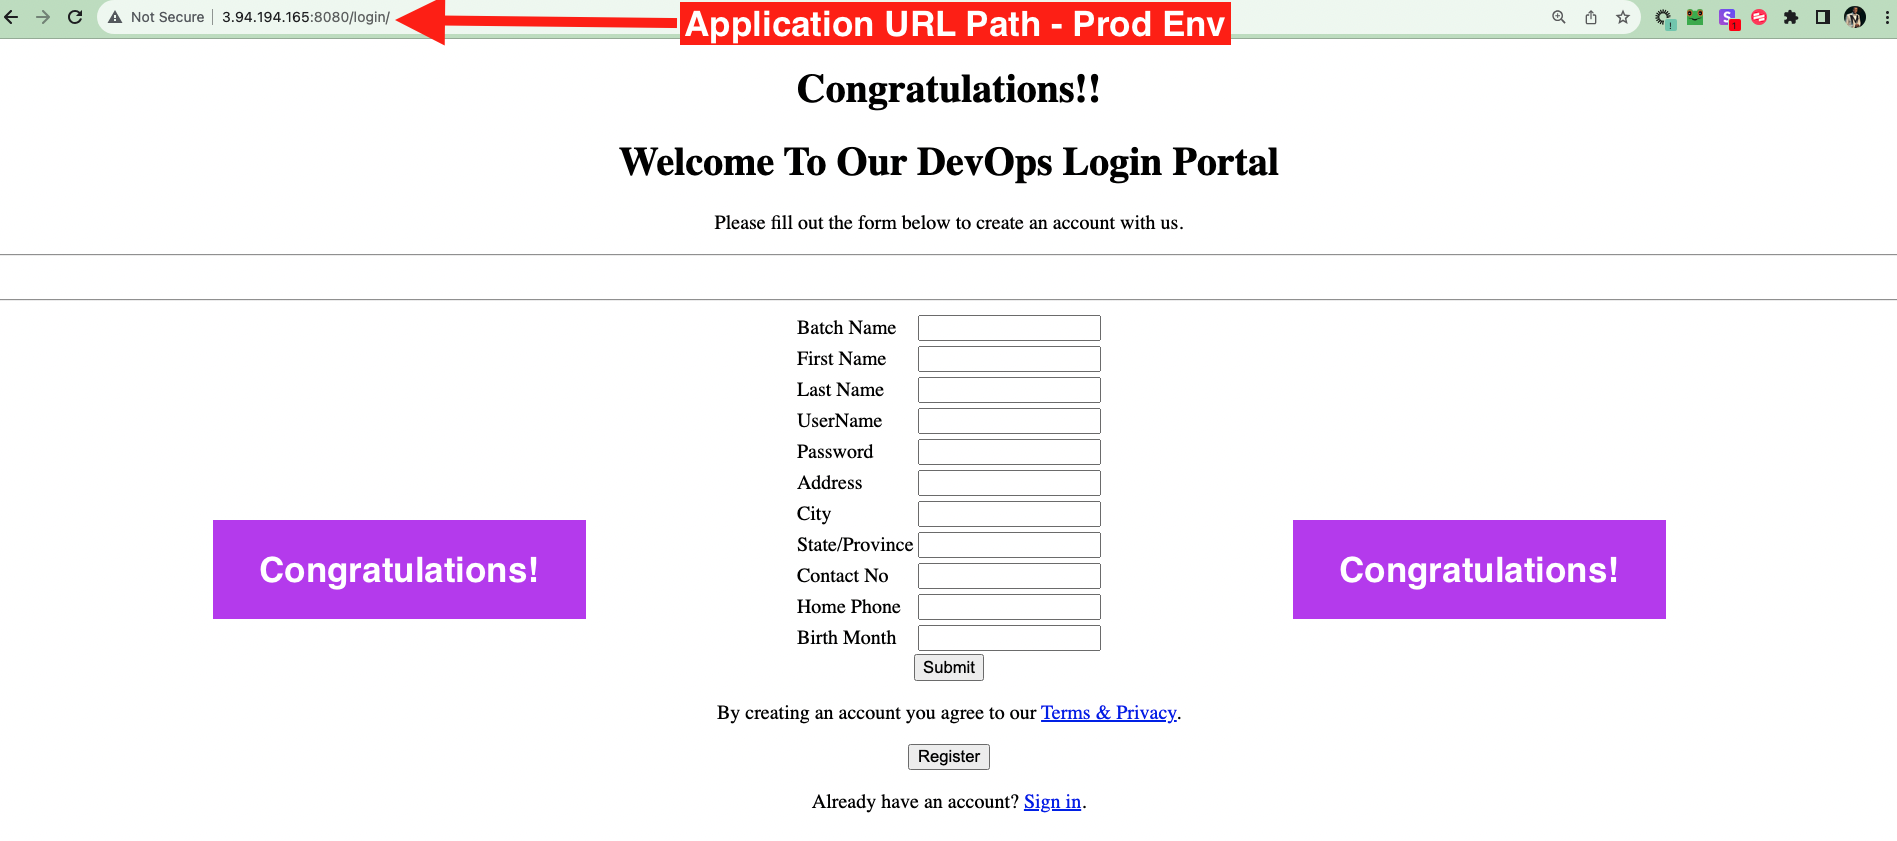 Not Secure | 3.94.194.165:8080/login/
Application URL Path - Prod Env
Congratulations!!
Welcome To Our DevOps Login Portal
Please fill out the form below to create an account with us.
Batch Name
First Name
Last Name
UserName
Password
Address
City
State/Province
Contact No
Home Phone
Birth Month
Congratulations!
Congratulations!
Submit
By creating an account you agree to our Terms & Privacy.
Register
Already have an account? Sign in.